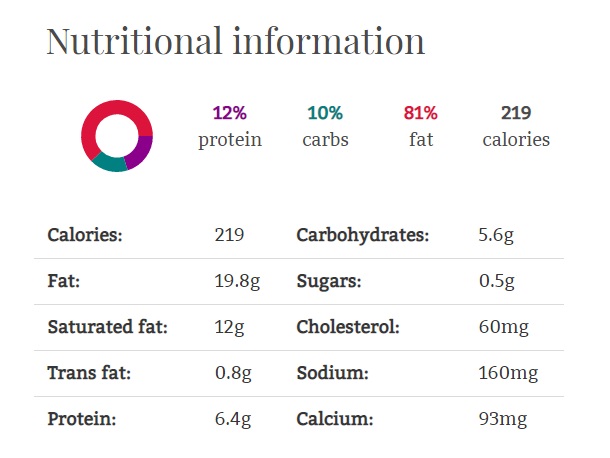 Nutritional information
12% 10% 81% 219
protein carbs fat calories
Calories: 219 Carbohydrates: 5.6g
Fat: 19.8g Sugars: 0.5g
Saturated fat: 12g Cholesterol: 60mg
Trans fat: 0.8g Sodium: 160mg
Protein: 6.4g Calcium: 93mg